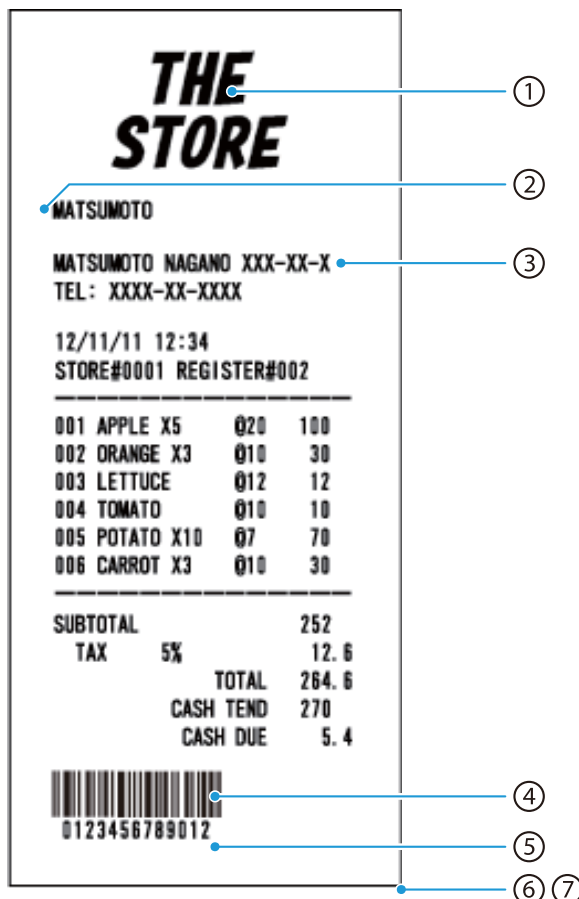 THE
STORE
①
②
MATSUMOTO
MATSUMOTO NAGANO XXX-XX-X
③
TEL: XXXX-XX-XXXX
12/11/11 12:34
STORE#0001 REGISTER#002
001 APPLE X5 @20 100
002 ORANGE X3 @10 30
003 LETTUCE @12 12
004 TOMATO @10 10
005 POTATO X10 @7 70
006 CARROT X3 @10 30
SUBTOTAL 252
TAX 5% 12.6
TOTAL 264.6
CASH TEND 270
CASH DUE 5.4
④
0123456789012
⑤
⑥ ⑦